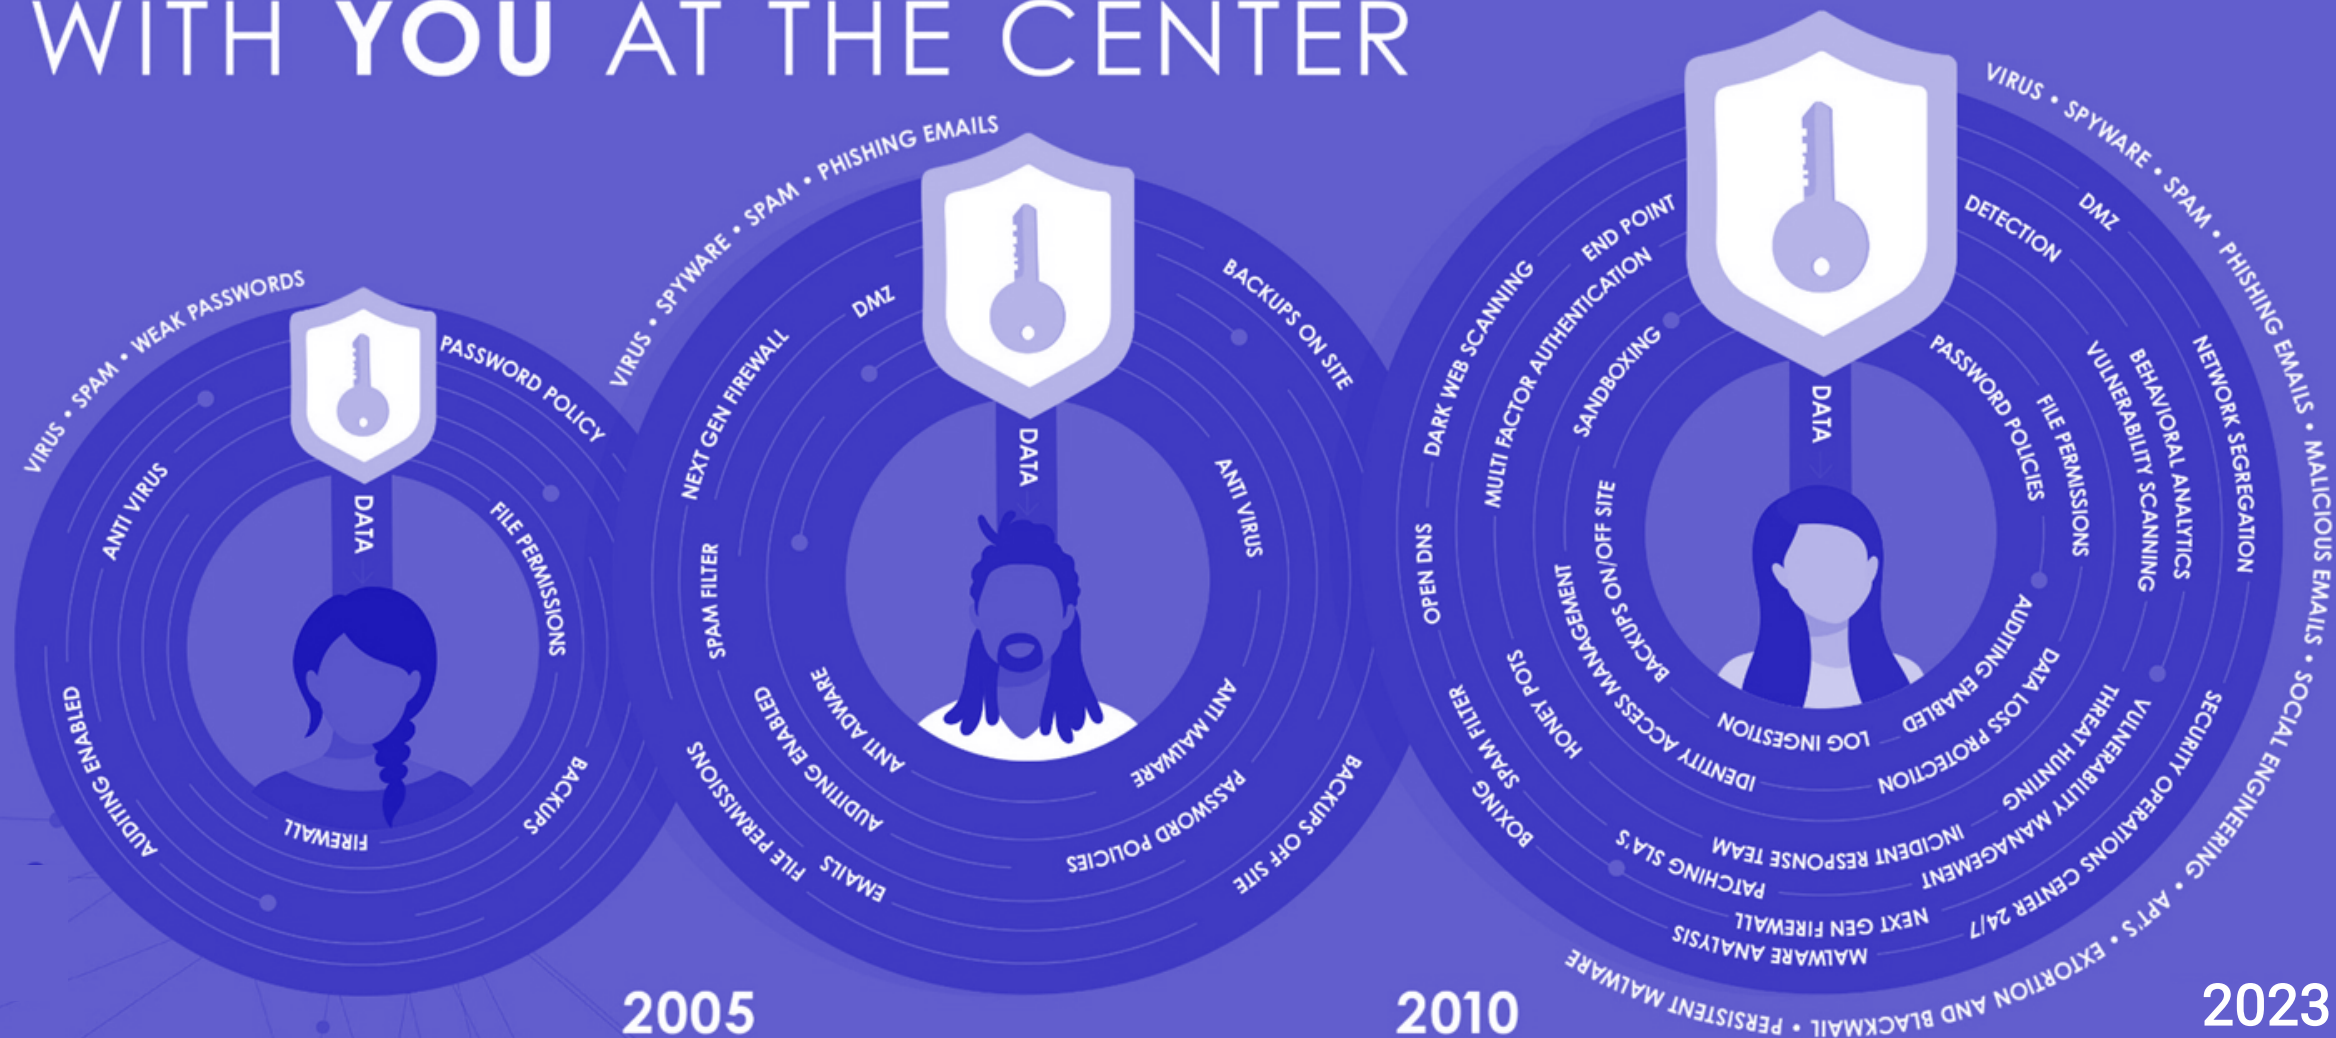 WITH YOU AT THE CENTER
VIRUS • SPAM • WEAK PASSWORDS
PASSWORD POLICY
ANTI VIRUS
FILE PERMISSIONS
DATA
AUDITING ENABLED
FIREWALL
BACKUPS
2005
VIRUS • SPYWARE • SPAM • PHISHING EMAILS
BACKUPS ON SITE
DMZ
NEXT GEN FIREWALL
DATA
ANTI VIRUS
SPAM FILTER
ANTI ADWARE
AUDITING ENABLED
ANTI MALWARE
FILE PERMISSIONS
EMAILS
PASSWORD POLICIES
BACKUPS OFF SITE
2010
VIRUS • SPYWARE • SPAM • PHISHING EMAILS • MALICIOUS EMAILS • SOCIAL ENGINEERING • APT'S • EXTORTION AND BLACKMAIL • PERSISTENT MALWARE
END POINT
DETECTION
DMZ
DARK WEB SCANNING
MULTI FACTOR AUTHENTICATION
SANDBOXING
DATA
PASSWORD POLICIES
FILE PERMISSIONS
VULNERABILITY SCANNING
BEHAVIORAL ANALYTICS
NETWORK SEGREGATION
OPEN DNS
BACKUPS ON/OFF SITE
IDENTITY ACCESS MANAGEMENT
HONEY POTS
SPAM FILTER
BOXING
LOG INGESTION
AUDITING ENABLED
DATA LOSS PROTECTION
THREAT HUNTING
INCIDENT RESPONSE TEAM
VULNERABILITY MANAGEMENT
PATCHING SLA'S
NEXT GEN FIREWALL
MALWARE ANALYSIS
SECURITY OPERATIONS CENTER 24/7
2023